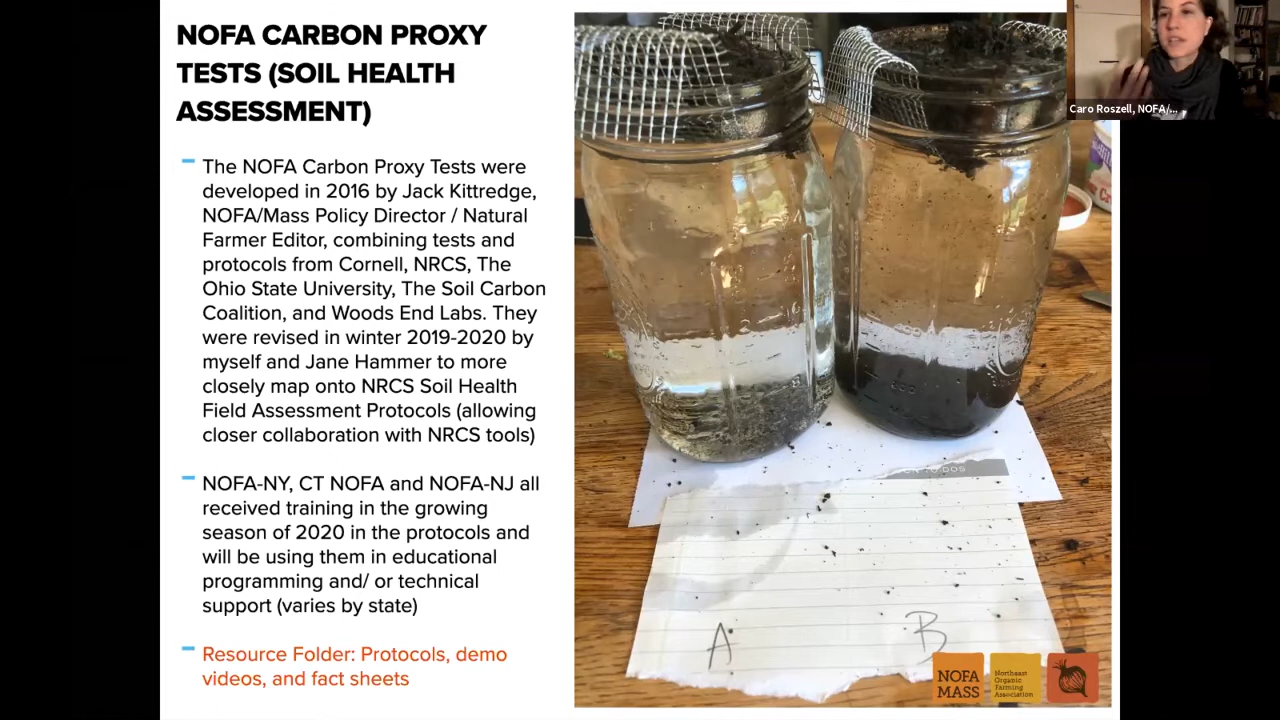 NOFA CARBON PROXY
TESTS (SOIL HEALTH
ASSESSMENT)
The NOFA Carbon Proxy Tests were
developed in 2016 by Jack Kittredge,
NOFA/Mass Policy Director / Natural
Farmer Editor, combining tests and
protocols from Cornell, NRCS, The
Ohio State University, The Soil Carbon
Coalition, and Woods End Labs. They
were revised in winter 2019-2020 by
myself and Jane Hammer to more
closely map onto NRCS Soil Health
Field Assessment Protocols (allowing
closer collaboration with NRCS tools)
NOFA-NY, CT NOFA and NOFA-NJ all
received training in the growing
season of 2020 in the protocols and
will be using them in educational
programming and/ or technical
support (varies by state)
Resource Folder: Protocols, demo
videos, and fact sheets
Caro Roszell, NOFA/...
A
B
NOFA
MASS
Northeast
Organic
Farming
Association